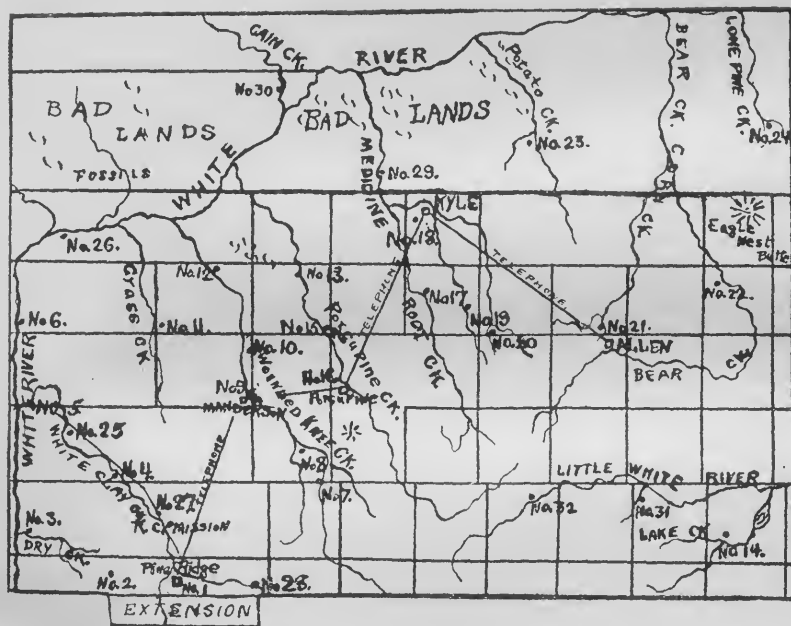 CAIN CK.
RIVER
Potato CK.
BEAR CK.
LONE PINE CK.
No 30
BAD LANDS
BAD LANDS
FOSSILS
WHITE
MEDICINE
No. 29.
No. 23.
No. 24
CORN CK
KYLE
Eagle Nest Butte
No. 26.
No. 18.
TELEPHONE
TELEPHONE
GrASS CK
No. 12
No. 13.
No. 17
No. 19
No. 20
No. 22.
No. 6.
No. 11.
No. 15
Porcupine CK.
ROOT CK
No. 21.
ALLEN
BEAR
CK
No. 10.
WOUNDED KNEE CK.
No. 16
Porcupine
No 9
MANDERSON
WHITE RIVER
No. 5.
No. 25
WHITE CLAY CK
No. 4.
No. 8
No. 7.
TELEPHONE
LITTLE WHITE RIVER
No. 27.
R.C. MISSION
No. 32
No. 31
LAKE CK
No. 14.
No. 3.
DRY CK.
Pine Ridge
No. 1
No. 2.
No. 28.
EXTENSION